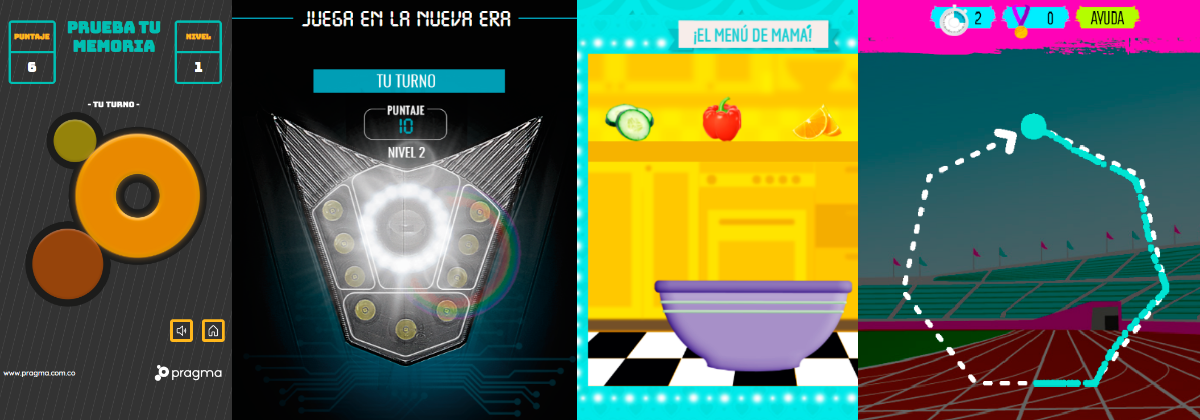 PUNTAJE
6
PRUEBA TU
MEMORIA
NIVEL
1
- TU TURNO -
www.pragma.com.co
pragma
JUEGA EN LA NUEVA ERA
TU TURNO
PUNTAJE
10
NIVEL 2
¡EL MENÚ DE MAMÁ!
2
0
AYUDA